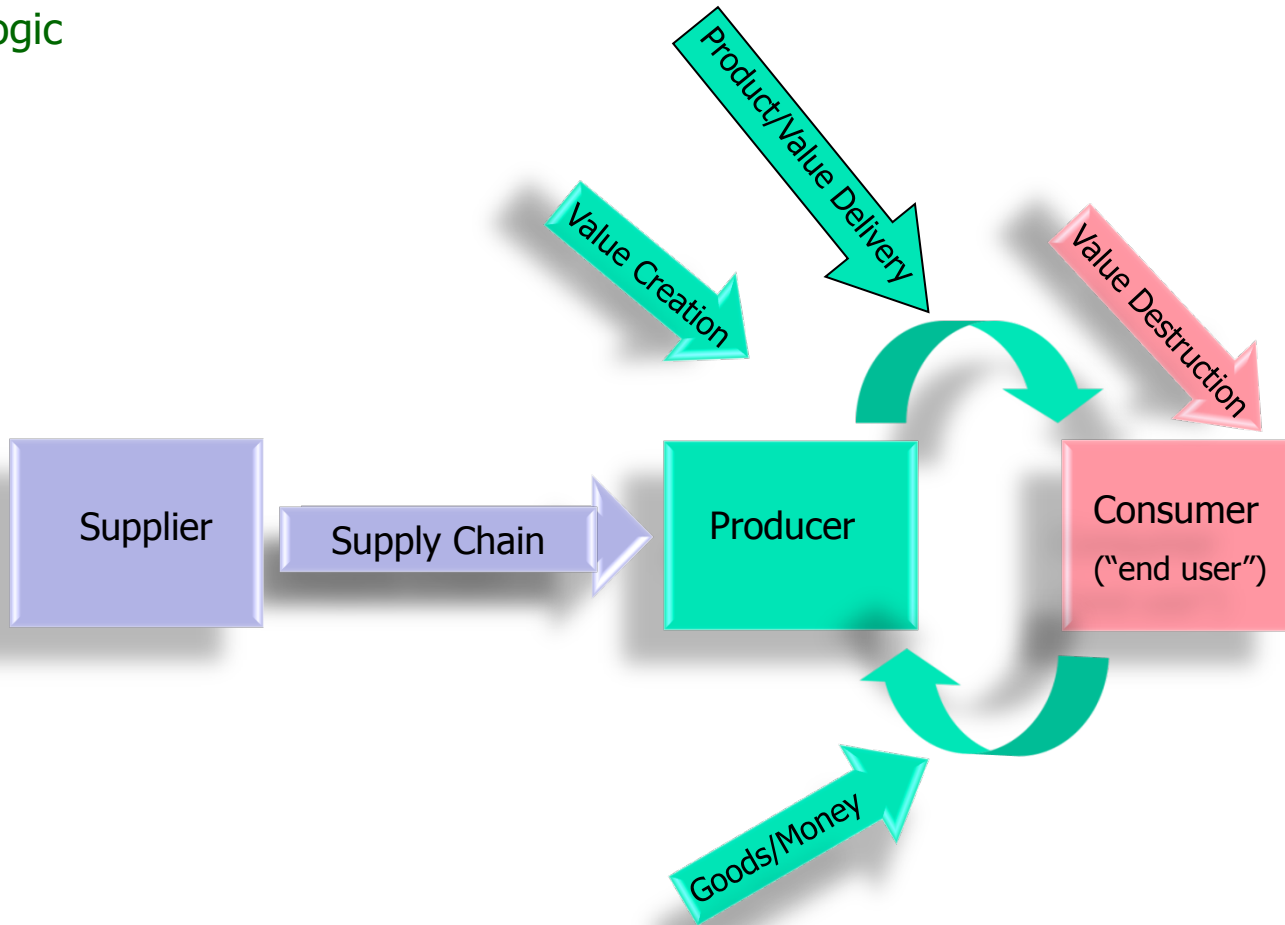 ogic
Product/Value Delivery
Value Creation
Value Destruction
Supplier
Supply Chain
Producer
Consumer
(“end user”)
Goods/Money